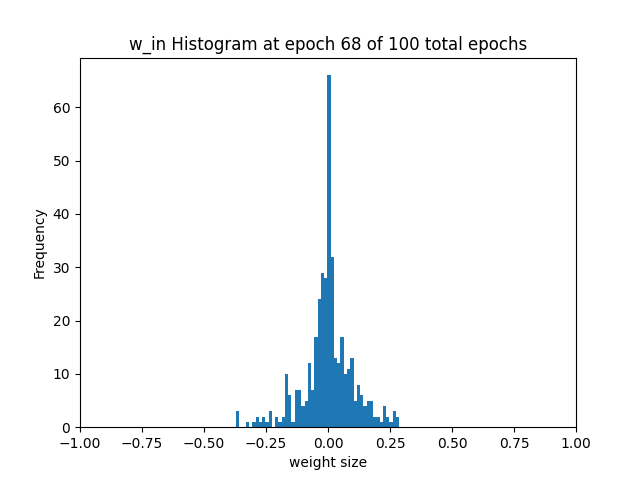 w_in Histogram at epoch 68 of 100 total epochs
Frequency
60
50
40
30
20
10
0
−1.00 −0.75 −0.50 −0.25 0.00 0.25 0.50 0.75 1.00
weight size